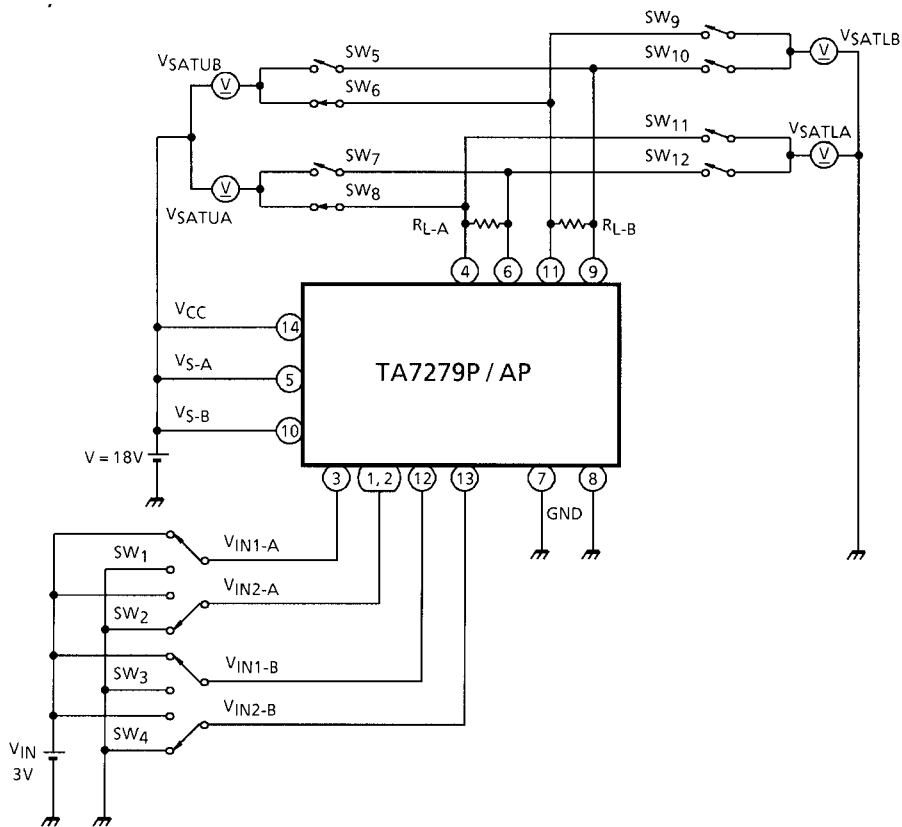 SW9
VSATLB
V
SW5
SW10
VSATUB
V
SW6
SW11
VSATLA
V
SW7
SW12
V
SW8
VSATUA
RL-A
RL-B
4
6
11
9
VCC
14
TA7279P / AP
VS-A
5
VS-B
10
V = 18V
3
1, 2
12
13
7
8
GND
VIN1-A
SW1
VIN2-A
SW2
VIN1-B
SW3
VIN2-B
SW4
VIN
3V